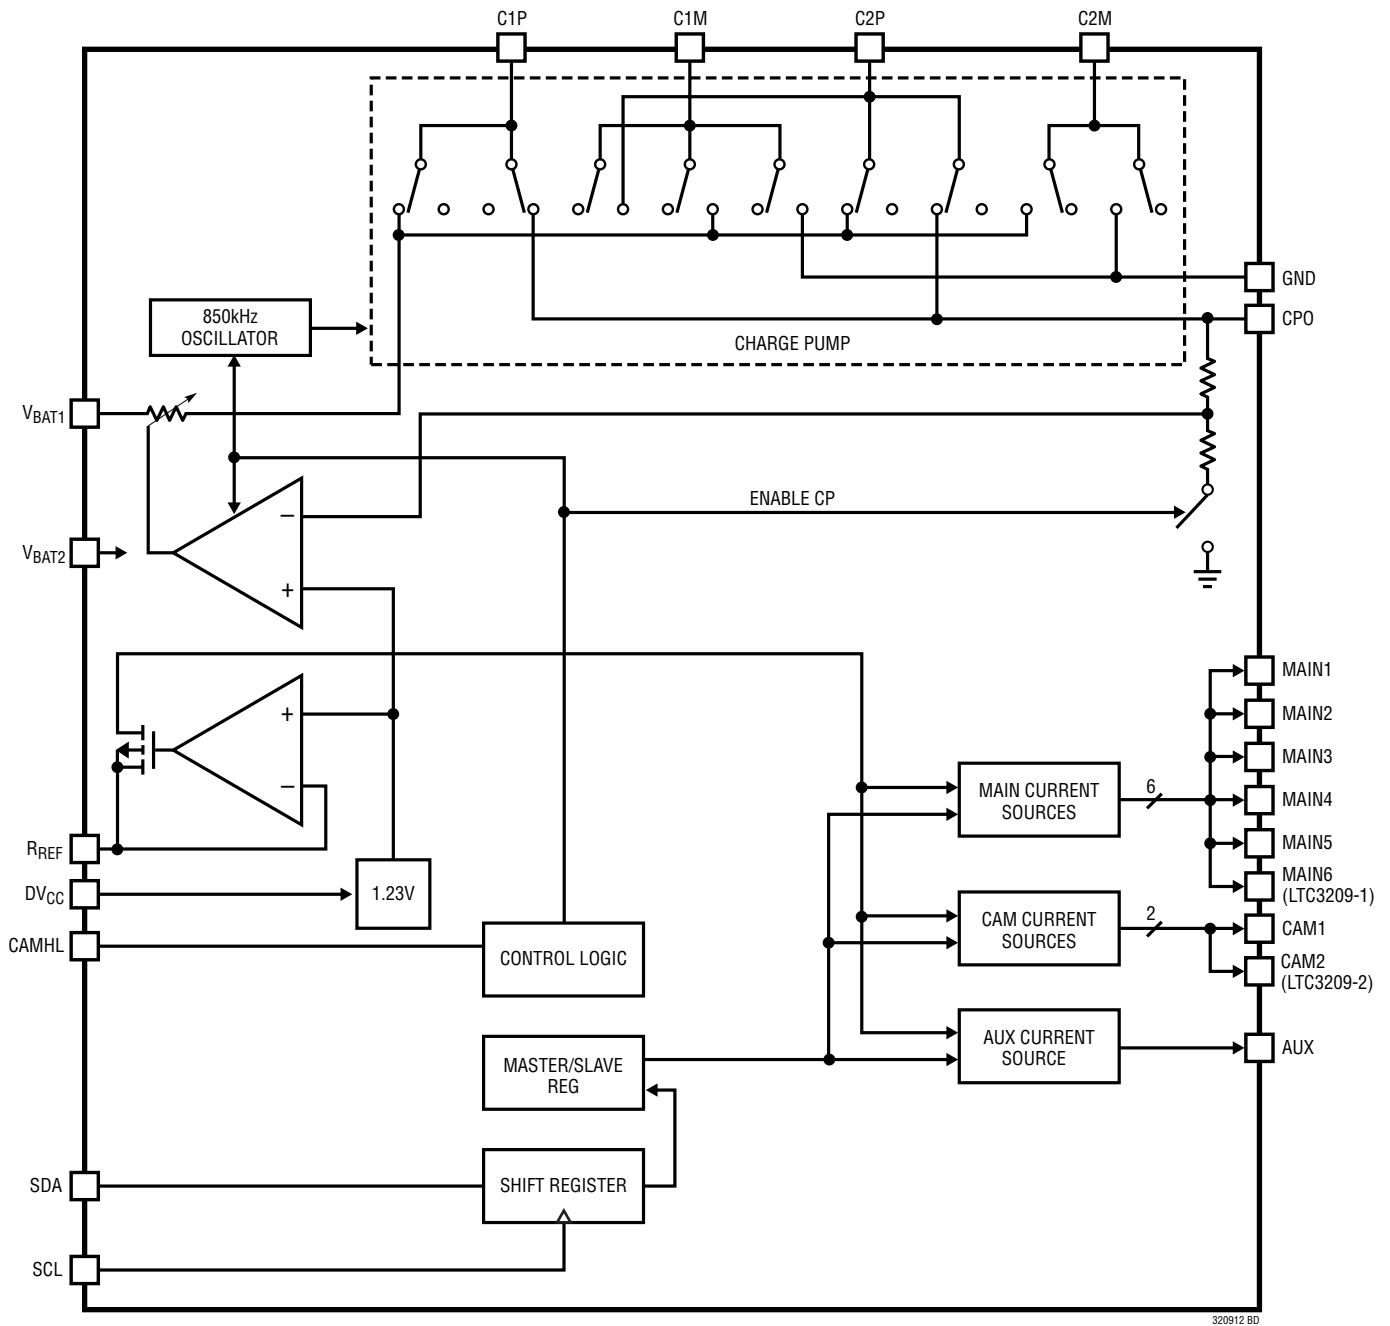 C1P
C1M
C2P
C2M
GND
850kHz
OSCILLATOR
CPO
CHARGE PUMP
VBAT1
ENABLE CP
–
VBAT2
+
MAIN1
+
MAIN2
MAIN3
–
MAIN CURRENT
SOURCES
6
MAIN4
RREF
MAIN5
DVCC
1.23V
MAIN6
(LTC3209-1)
CAM CURRENT
SOURCES
2
CAM1
CAMHL
CONTROL LOGIC
CAM2
(LTC3209-2)
AUX CURRENT
SOURCE
AUX
MASTER/SLAVE
REG
SDA
SHIFT REGISTER
SCL
320912 BD